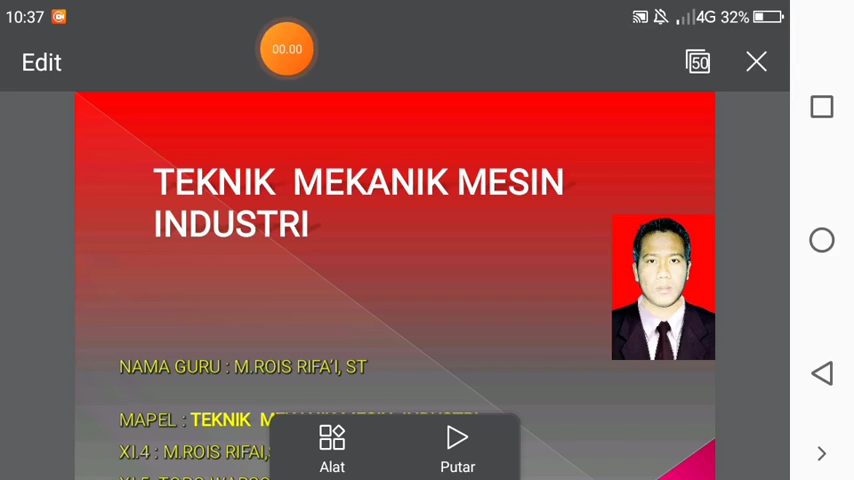 10:37
4G 32%
00.00
Edit
50
TEKNIK MEKANIK MESIN
INDUSTRI
NAMA GURU : M.ROIS RIFA'I, ST
MAPEL : TEKNIK
XI.4 : M.ROIS RIFAI,
Alat
Putar